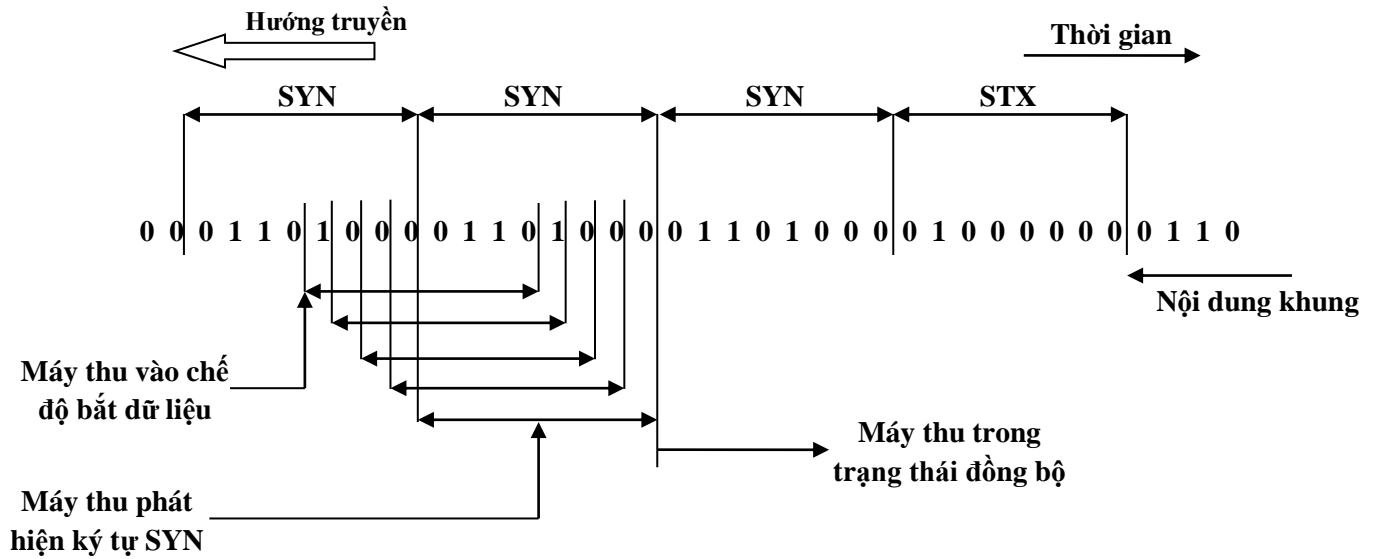 Hướng truyền
Thời gian
SYN SYN SYN STX
0 0 0 1 1 0 1 0 0 0 0 1 1 0 1 0 0 0 0 1 1 0 1 0 0 0 0 1 0 0 0 0 0 0 0 1 1 0
Nội dung khung
Máy thu vào chế
độ bắt dữ liệu
Máy thu trong
trạng thái đồng bộ
Máy thu phát
hiện ký tự SYN